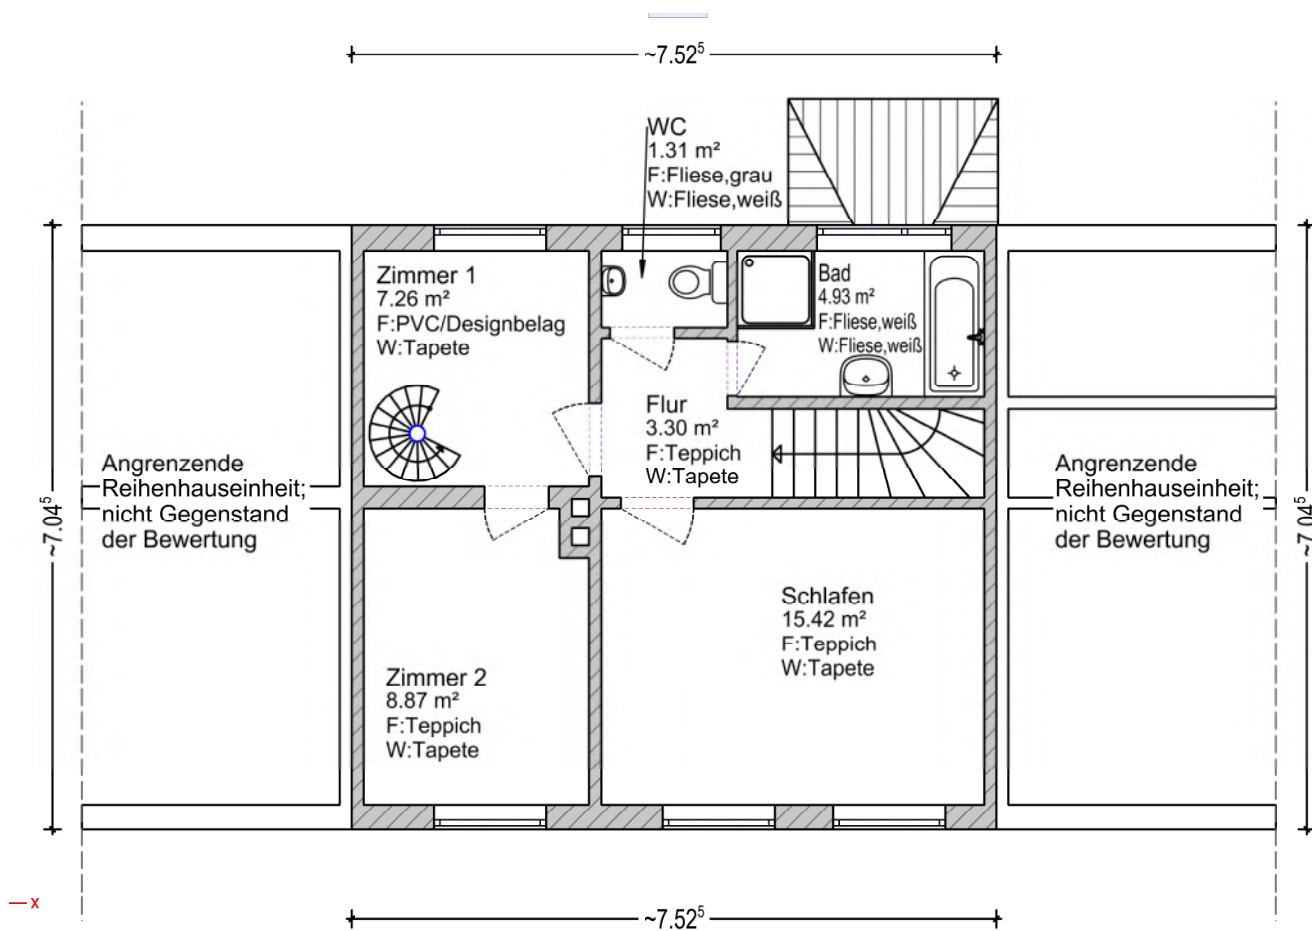 ~7.52⁵
WC
1.31 m²
F:Fliese,grau
W:Fliese,weiß
Zimmer 1
7.26 m²
F:PVC/Designbelag
W:Tapete
Bad
4.93 m²
F:Fliese,weiß
W:Fliese,weiß
Flur
3.30 m²
F:Teppich
W:Tapete
Angrenzende
Reihenhauseinheit;
nicht Gegenstand
der Bewertung
Angrenzende
Reihenhauseinheit;
nicht Gegenstand
der Bewertung
~7.04⁵
~7.04⁵
Schlafen
15.42 m²
F:Teppich
W:Tapete
Zimmer 2
8.87 m²
F:Teppich
W:Tapete
x
~7.52⁵